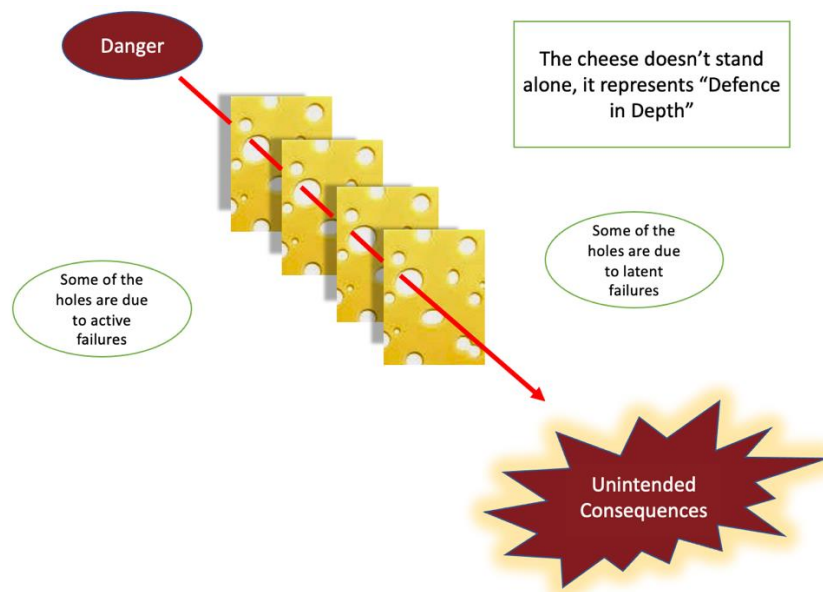 Danger
The cheese doesn’t stand
alone, it represents “Defence
in Depth”
Some of the
holes are due
to latent
failures
Some of the
holes are due
to active
failures
Unintended
Consequences